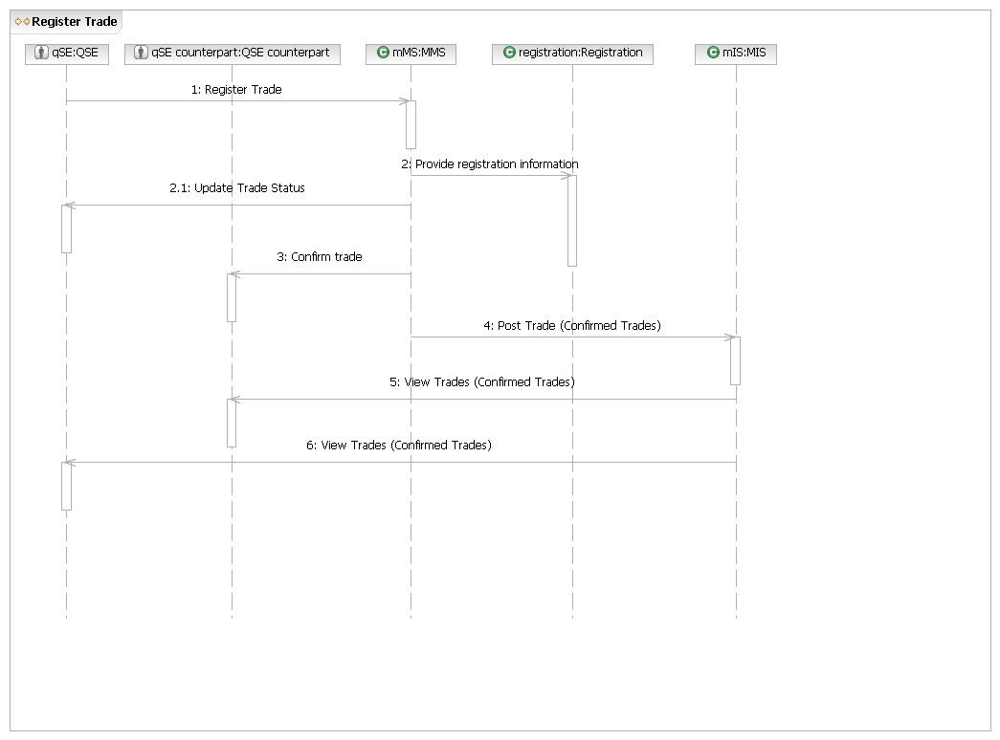 Register Trade
qSE:QSE
qSE counterpart:QSE counterpart
mMS:MMS
registration:Registration
mIS:MIS
1: Register Trade
2: Provide registration information
2.1: Update Trade Status
3: Confirm trade
4: Post Trade (Confirmed Trades)
5: View Trades (Confirmed Trades)
6: View Trades (Confirmed Trades)